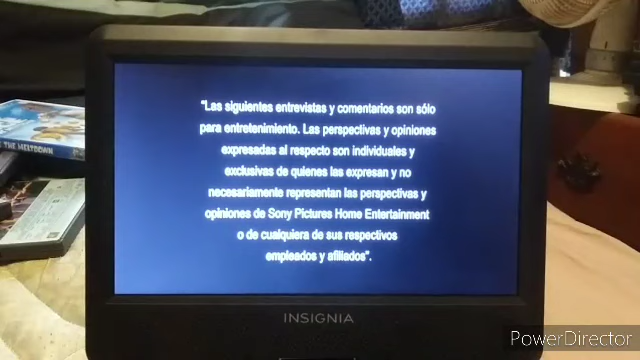 "Las siguientes entrevistas y comentarios son sólo
para entretenimiento. Las perspectivas y opiniones
expresadas al respecto son individuales y
exclusivas de quienes las expresan y no
necesariamente representan las perspectivas y
opiniones de Sony Pictures Home Entertainment
o de cualquiera de sus respectivos
empleados y afiliados".
THE MELTDOWN
INSIGNIA
PowerDirector